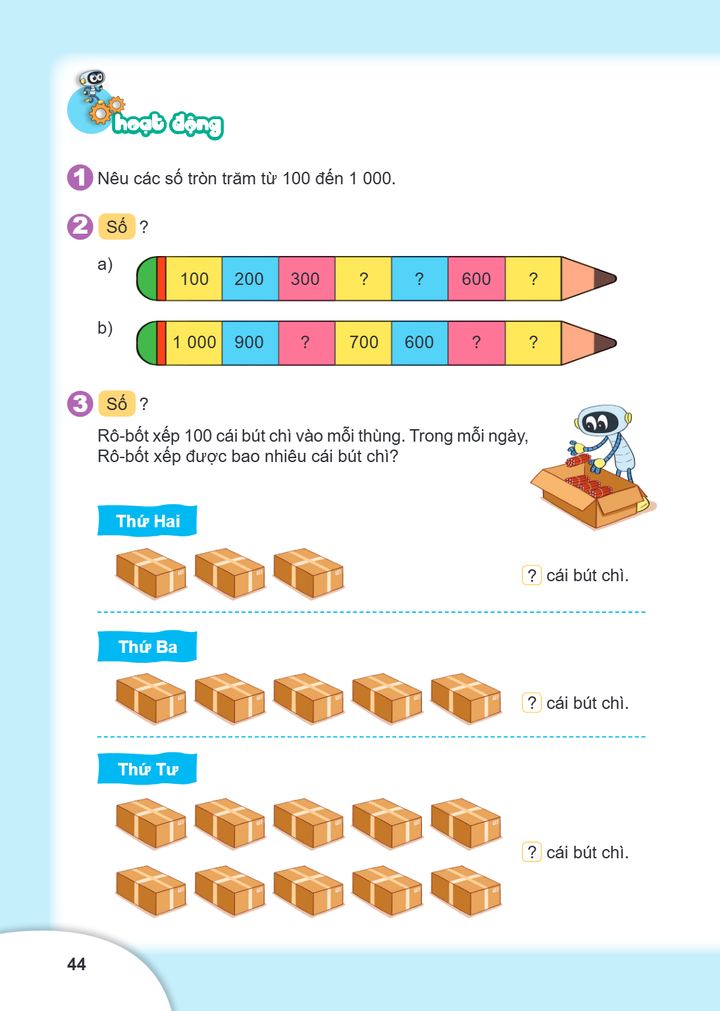 hoạt động
1 Nêu các số tròn trăm từ 100 đến 1 000.
2 Số ?
a) 100 200 300 ? ? 600 ?
b) 1 000 900 ? 700 600 ? ?
3 Số ?
Rô-bốt xếp 100 cái bút chì vào mỗi thùng. Trong mỗi ngày,
Rô-bốt xếp được bao nhiêu cái bút chì?
Thứ Hai
? cái bút chì.
Thứ Ba
? cái bút chì.
Thứ Tư
? cái bút chì.
44